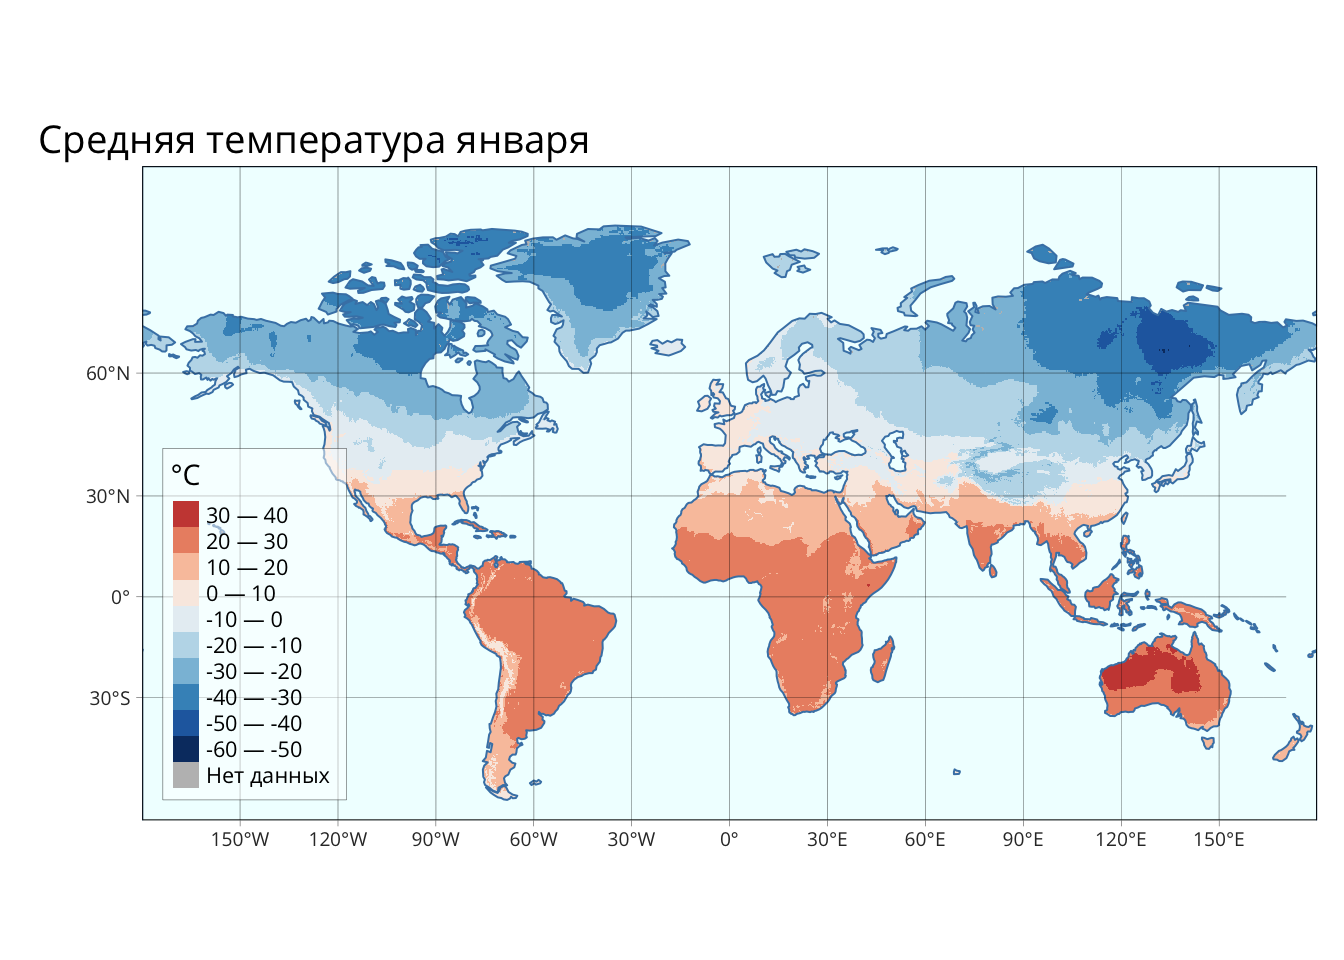 Средняя температура января
60°N
30°N
0°
30°S
°C
30 — 40
20 — 30
10 — 20
0 — 10
-10 — 0
-20 — -10
-30 — -20
-40 — -30
-50 — -40
-60 — -50
Нет данных
150°W 120°W 90°W 60°W 30°W 0° 30°E 60°E 90°E 120°E 150°E